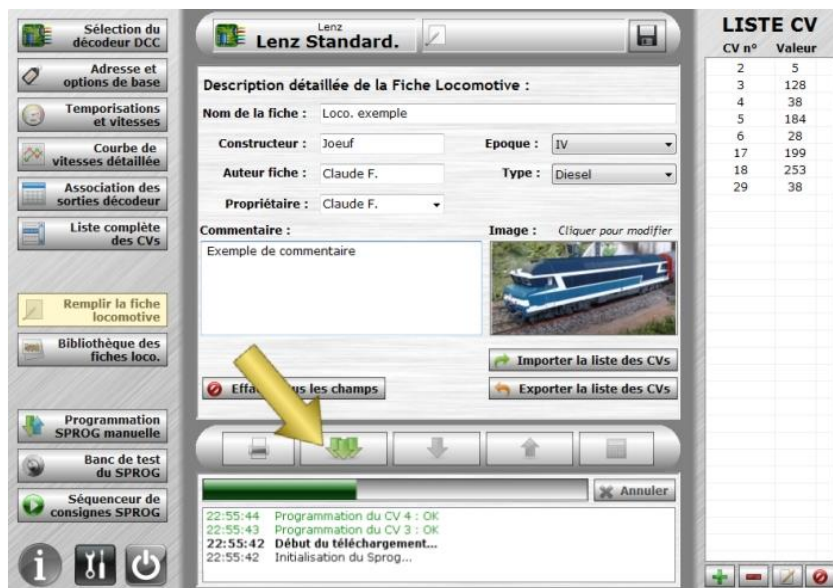 Sélection du
décodeur DCC
Adresse et
options de base
Temporisations
et vitesses
Courbe de
vitesses détaillée
Association des
sorties décodeur
Liste complète
des CVs
Remplir la fiche
locomotive
Bibliothèque des
fiches loco.
Programmation
SPROG manuelle
Banc de test
du SPROG
Séquenceur de
consignes SPROG
Lenz
Lenz Standard.
Description détaillée de la Fiche Locomotive :
Nom de la fiche : Loco. exemple
Constructeur : Joeuf Epoque : IV
Auteur fiche : Claude F. Type : Diesel
Propriétaire : Claude F.
Commentaire : Image : Cliquer pour modifier
Exemple de commentaire
Importer la liste des CVs
les champs Exporter la liste des CVs
Annuler
22:55:44 Programmation du CV 4 : OK
22:55:43 Programmation du CV 3 : OK
22:55:42 Début du téléchargement...
22:55:42 Initialisation du Sprog...
LISTE CV
CV nº Valeur
2 5
3 128
4 38
5 184
6 28
17 199
18 253
29 38